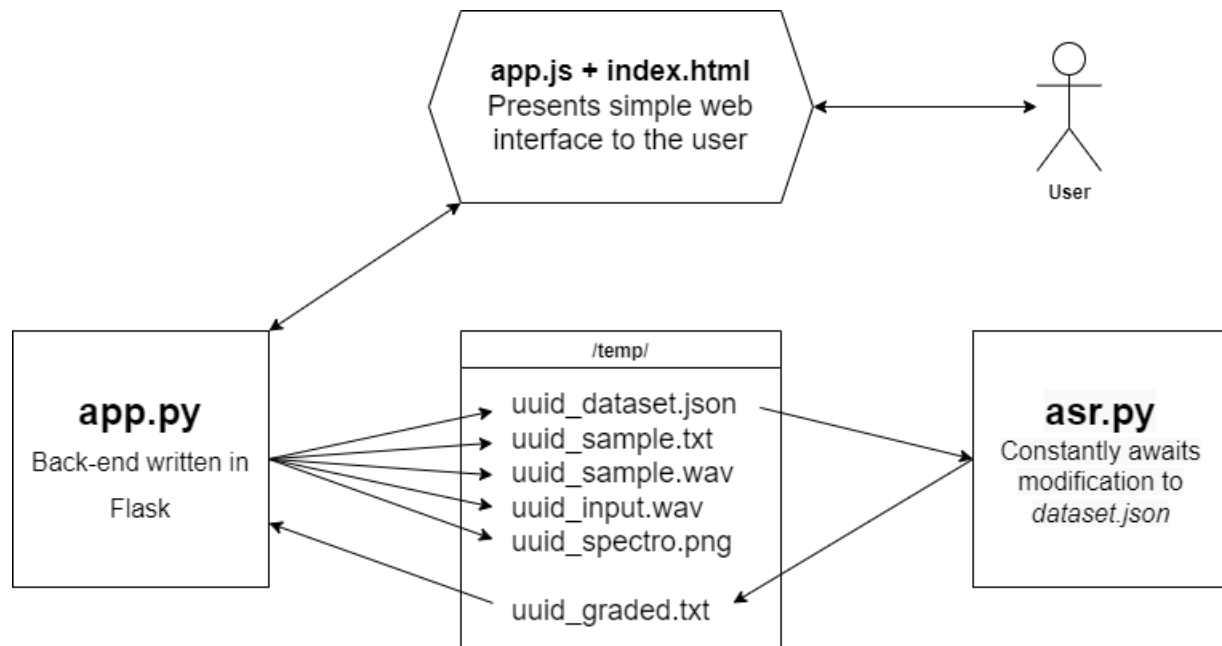 app.js + index.html
Presents simple web
interface to the user
User
app.py
Back-end written in
Flask
/temp/
uuid_dataset.json
uuid_sample.txt
uuid_sample.wav
uuid_input.wav
uuid_spectro.png
uuid_graded.txt
asr.py
Constantly awaits
modification to
dataset.json